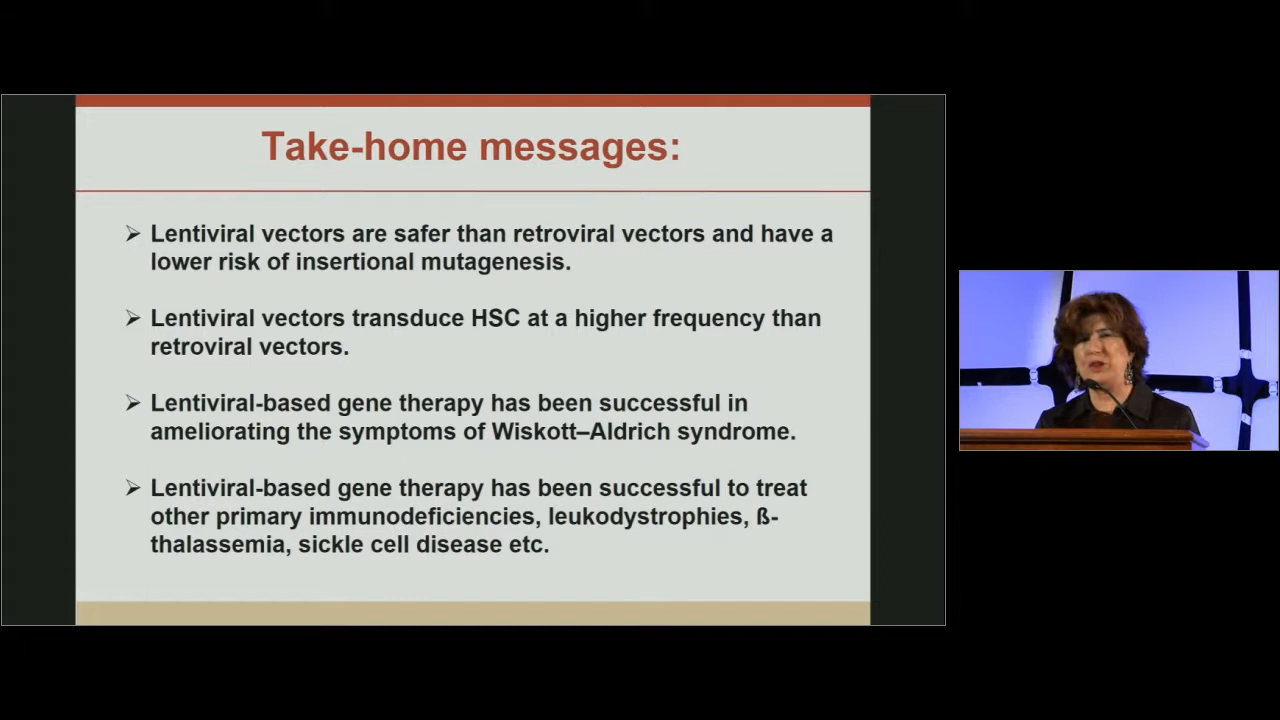 Take-home messages:
Lentiviral vectors are safer than retroviral vectors and have a
lower risk of insertional mutagenesis.
Lentiviral vectors transduce HSC at a higher frequency than
retroviral vectors.
Lentiviral-based gene therapy has been successful in
ameliorating the symptoms of Wiskott–Aldrich syndrome.
Lentiviral-based gene therapy has been successful to treat
other primary immunodeficiencies, leukodystrophies, ß-
thalassemia, sickle cell disease etc.